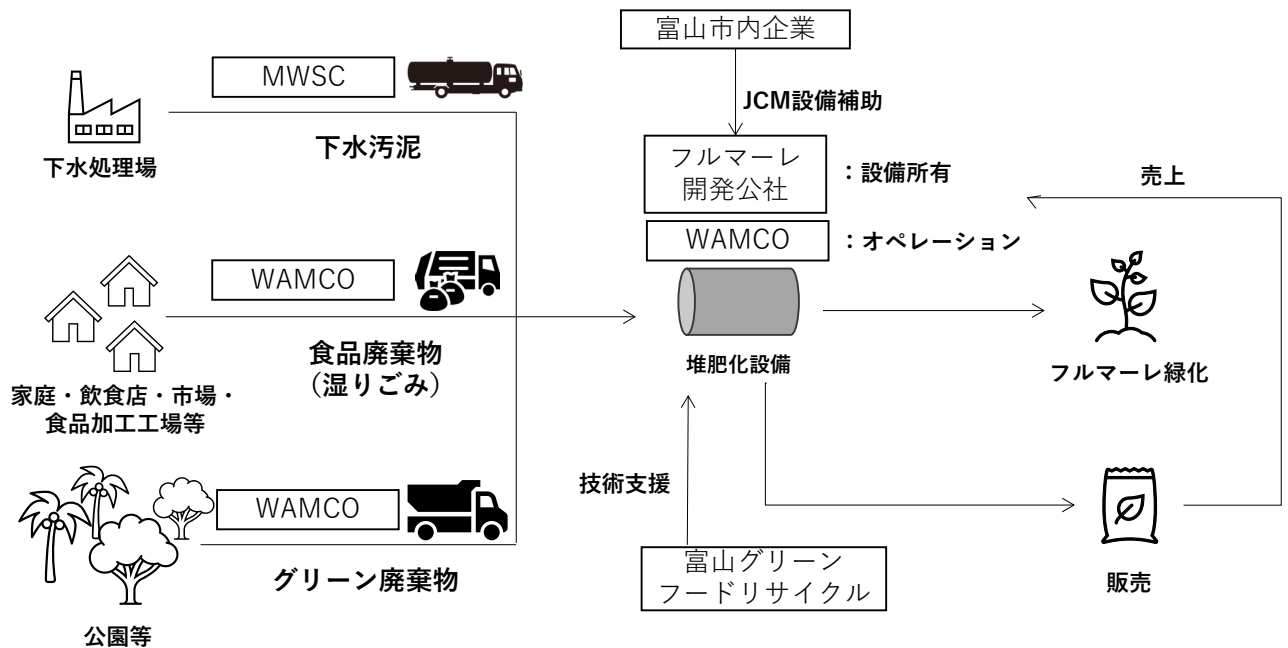 富山市内企業
JCM設備補助
MWSC
下水汚泥
下水処理場
フルマーレ
開発公社
：設備所有
WAMCO
：オペレーション
売上
WAMCO
食品廃棄物
（湿りごみ）
家庭・飲食店・市場・
食品加工工場等
堆肥化設備
フルマーレ緑化
WAMCO
グリーン廃棄物
公園等
技術支援
富山グリーン
フードリサイクル
販売